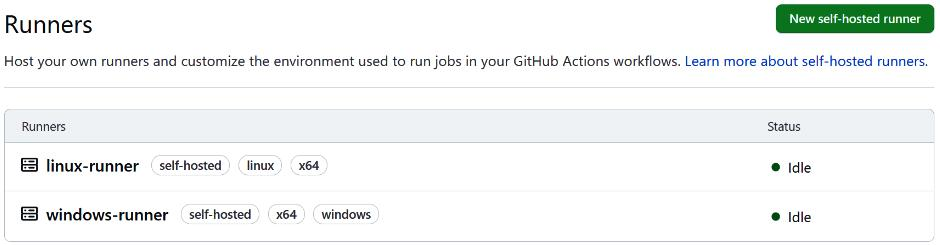 Runners
New self-hosted runner
Host your own runners and customize the environment used to run jobs in your GitHub Actions workflows. Learn more about self-hosted runners.
Runners Status
linux-runner self-hosted linux x64 Idle
windows-runner self-hosted x64 windows Idle